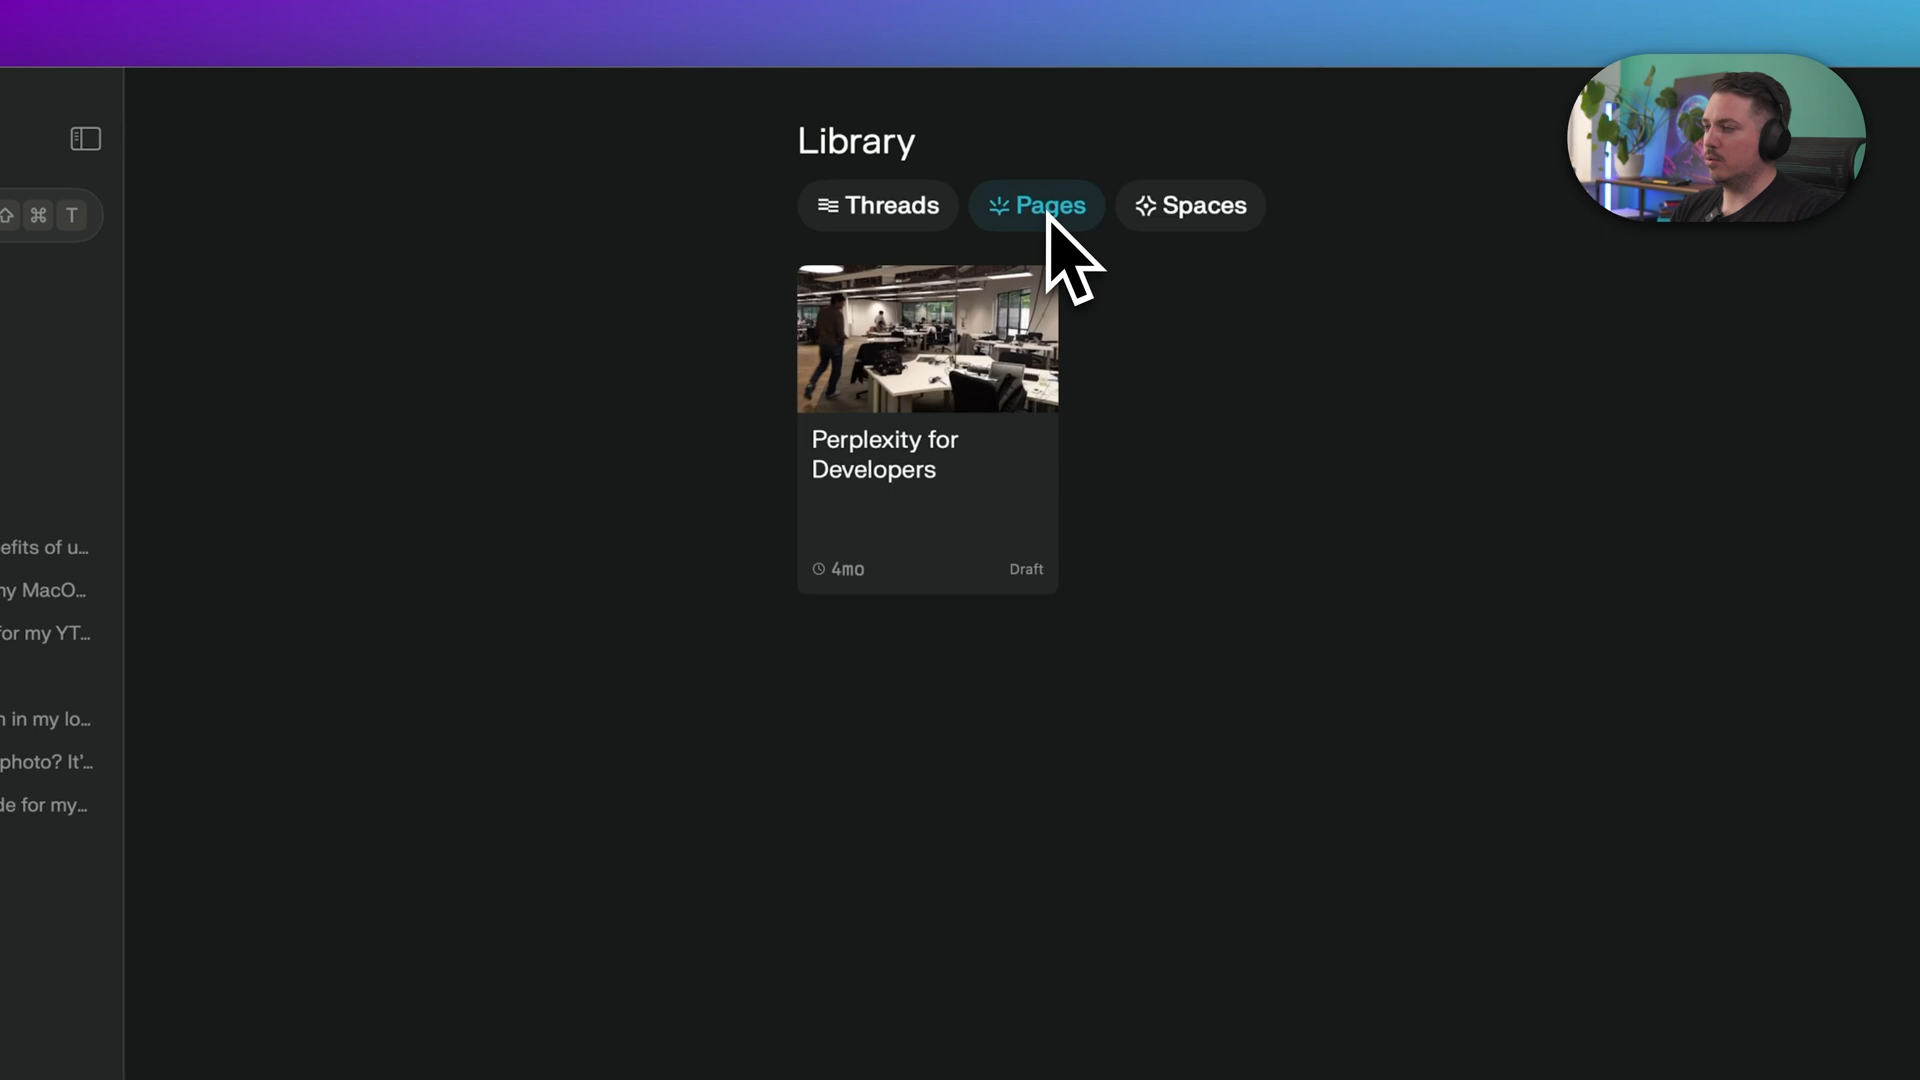 Library
Threads
Pages
Spaces
⌘ T
Perplexity for
Developers
4mo
Draft
efits of u...
ny MacO...
for my YT...
n in my lo...
photo? It'...
de for my...